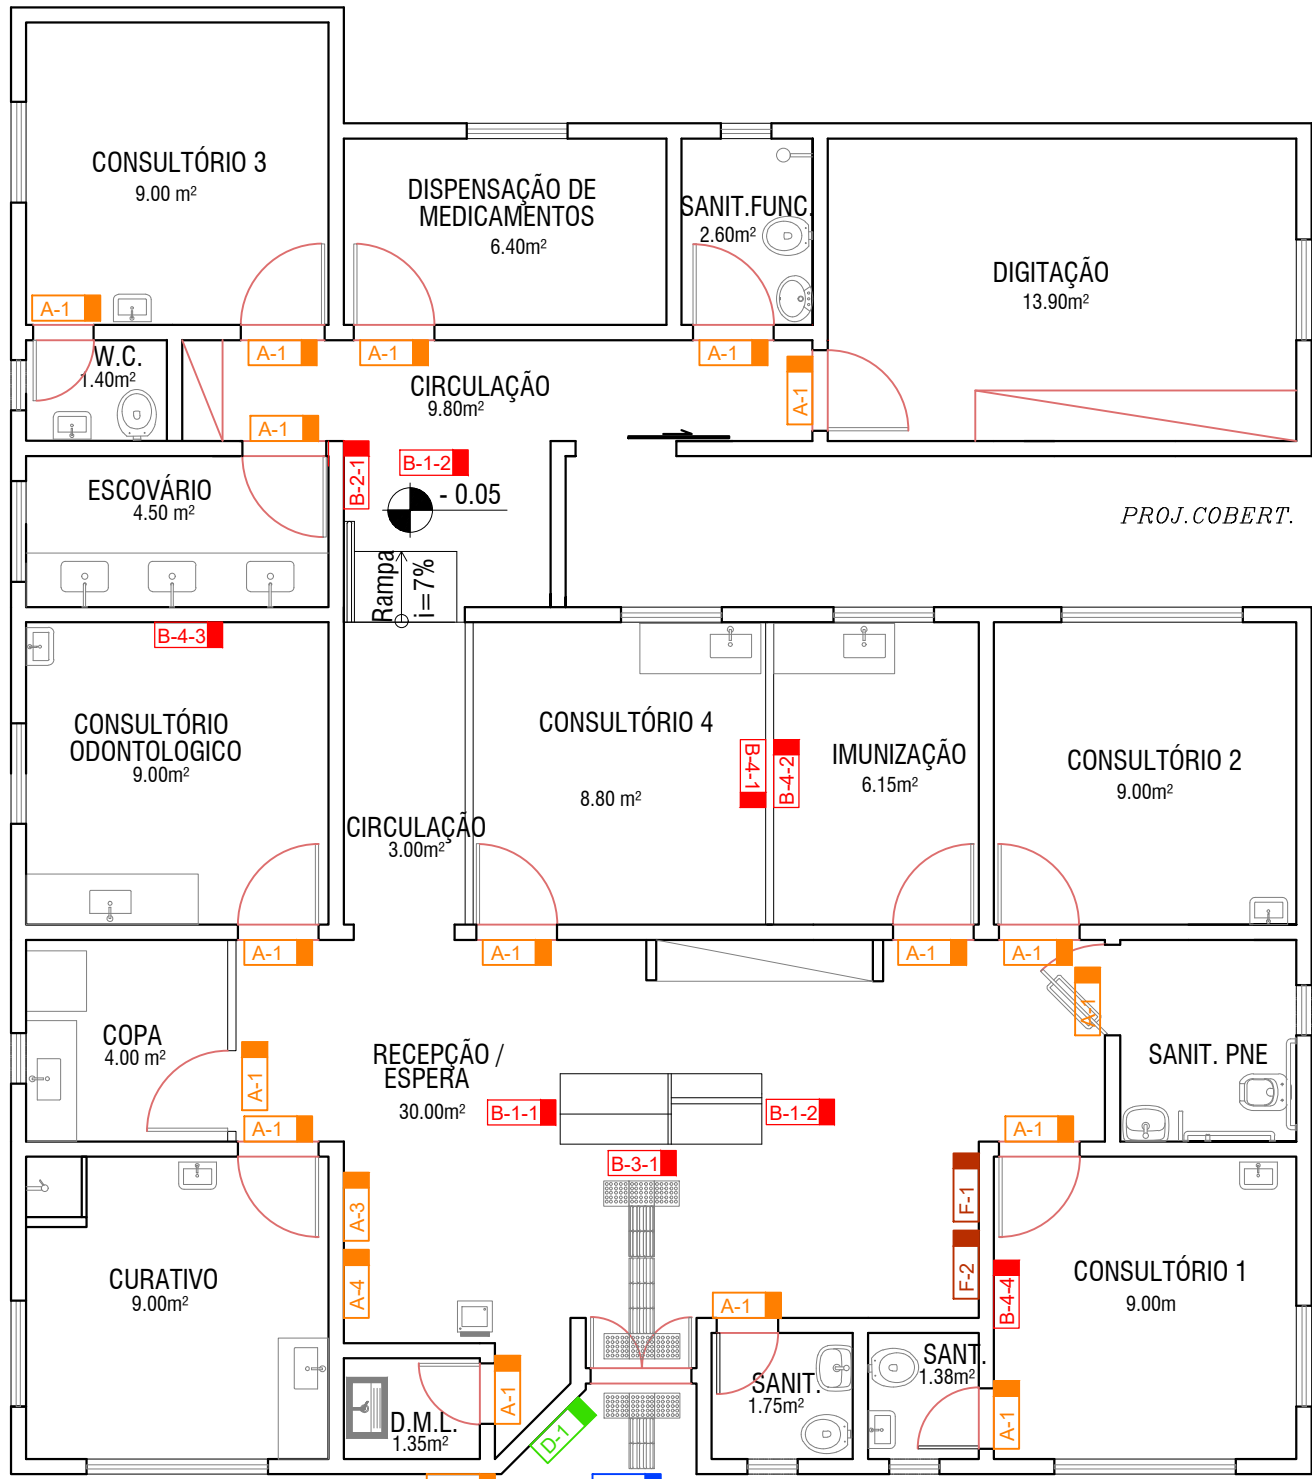 CONSULTÓRIO 3
9.00 m²
DISPENSAÇÃO DE
MEDICAMENTOS
6.40m²
SANIT.FUNC.
2.60m²
DIGITAÇÃO
13.90m²
A-1
W.C.
1.40m²
A-1
A-1
A-1
A-1
CIRCULAÇÃO
9.80m²
A-1
ESCOVÁRIO
4.50 m²
B-2-1
B-1-2
- 0.05
PROJ.COBERT.
Rampa
i=7%
B-4-3
CONSULTÓRIO
ODONTOLOGICO
9.00m²
CONSULTÓRIO 4
8.80 m²
B-4-1
B-4-2
IMUNIZAÇÃO
6.15m²
CONSULTÓRIO 2
9.00m²
CIRCULAÇÃO
3.00m²
A-1
A-1
A-1
A-1
A-1
COPA
4.00 m²
A-1
RECEPÇÃO /
ESPERA
30.00m²
B-1-1
B-1-2
SANIT. PNE
A-1
A-1
B-3-1
A-3
A-4
F-1
F-2
CURATIVO
9.00m²
CONSULTÓRIO 1
9.00m
B-4-4
A-1
SANIT.
1.75m²
SANT.
1.38m²
A-1
A-1
D.M.L.
1.35m²
D-1